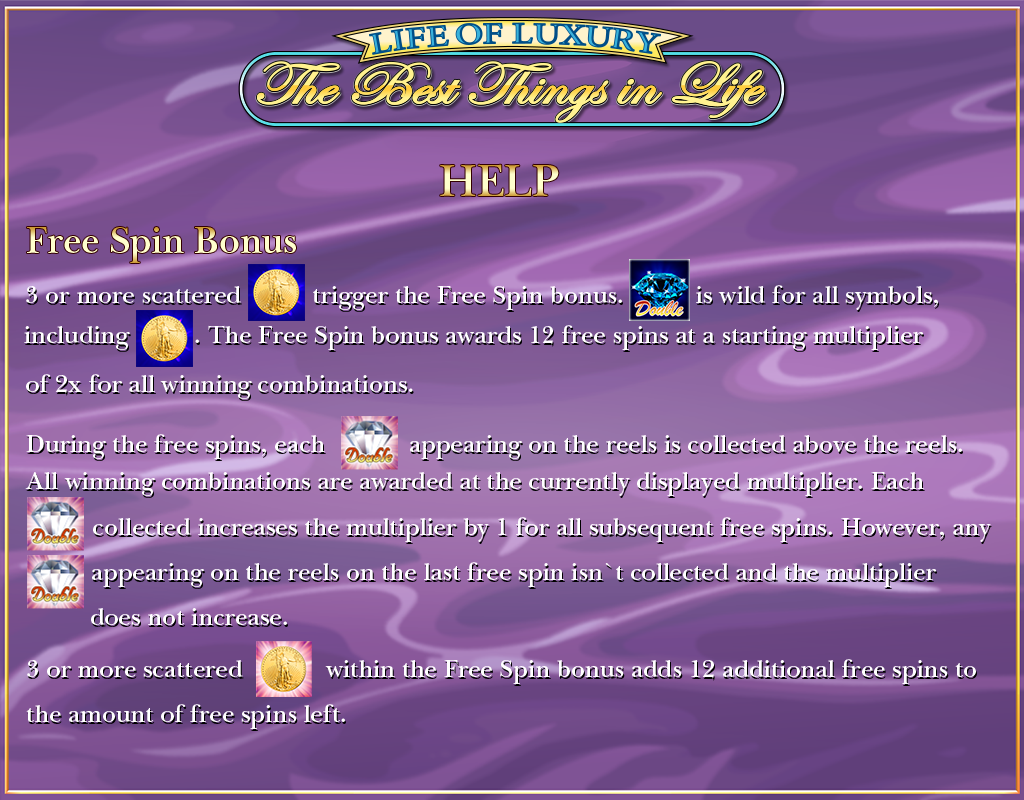 LIFE OF LUXURY
The Best Things in Life
HELP
Free Spin Bonus
3 or more scattered trigger the Free Spin bonus. Double is wild for all symbols,
including . The Free Spin bonus awards 12 free spins at a starting multiplier
of 2x for all winning combinations.
During the free spins, each Double appearing on the reels is collected above the reels.
All winning combinations are awarded at the currently displayed multiplier. Each
Double collected increases the multiplier by 1 for all subsequent free spins. However, any
Double appearing on the reels on the last free spin isn`t collected and the multiplier
does not increase.
3 or more scattered within the Free Spin bonus adds 12 additional free spins to
the amount of free spins left.